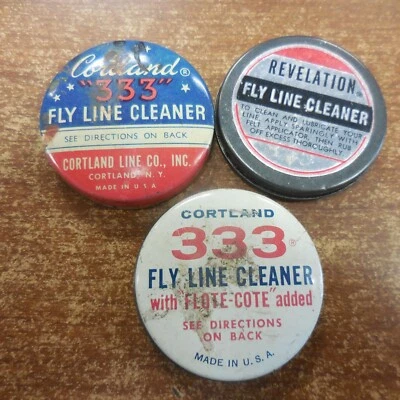 Cortland®
"333"
FLY LINE CLEANER
SEE DIRECTIONS ON BACK
CORTLAND LINE CO., INC.
CORTLAND, N.Y.
MADE IN U.S.A
REVELATION
FLY LINE CLEANER
TO CLEAN AND LUBRICATE YOUR
LINE, APPLY SPARINGLY WITH
FELT APPLICATOR, THEN RUB
OFF EXCESS THOROUGHLY.
CORTLAND
333®
FLY LINE CLEANER
with "FLOTE-COTE" added
SEE DIRECTIONS
ON BACK
MADE IN U.S.A.